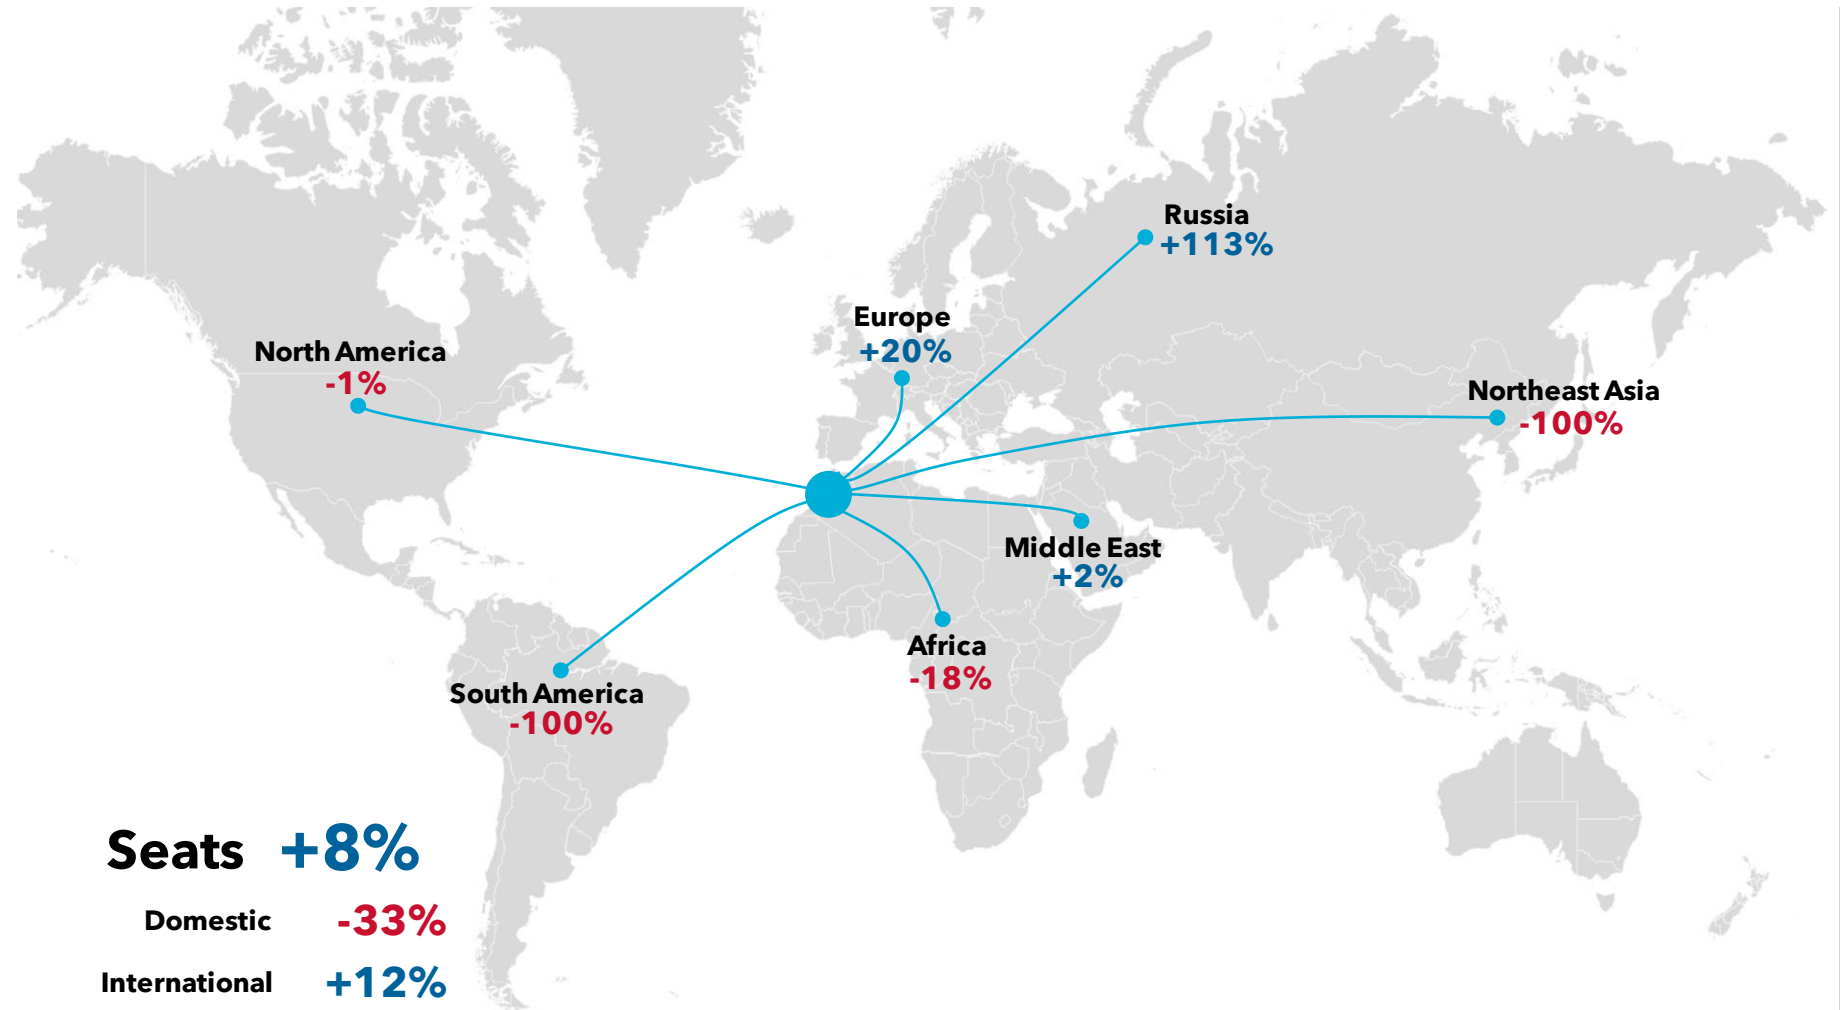 Russia
+113%
Europe
+20%
North America
-1%
Northeast Asia
-100%
Middle East
+2%
Africa
-18%
South America
-100%
Seats +8%
Domestic -33%
International +12%